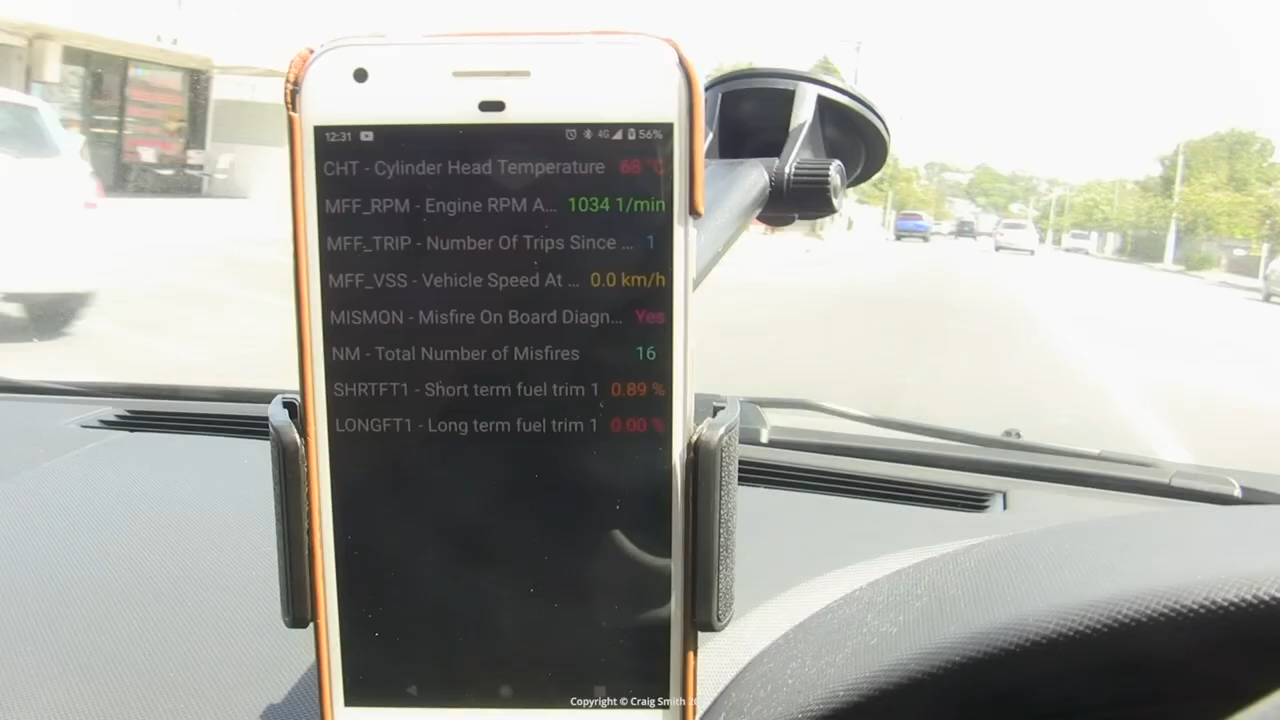 12:31 4G 56%
CHT - Cylinder Head Temperature 68 °C
MFF_RPM - Engine RPM A... 1034 1/min
MFF_TRIP - Number Of Trips Since ... 1
MFF_VSS - Vehicle Speed At ... 0.0 km/h
MISMON - Misfire On Board Diagn... Yes
NM - Total Number of Misfires 16
SHRTFT1 - Short term fuel trim 1 0.89 %
LONGFT1 - Long term fuel trim 1 0.00 %
Copyright © Craig Smith